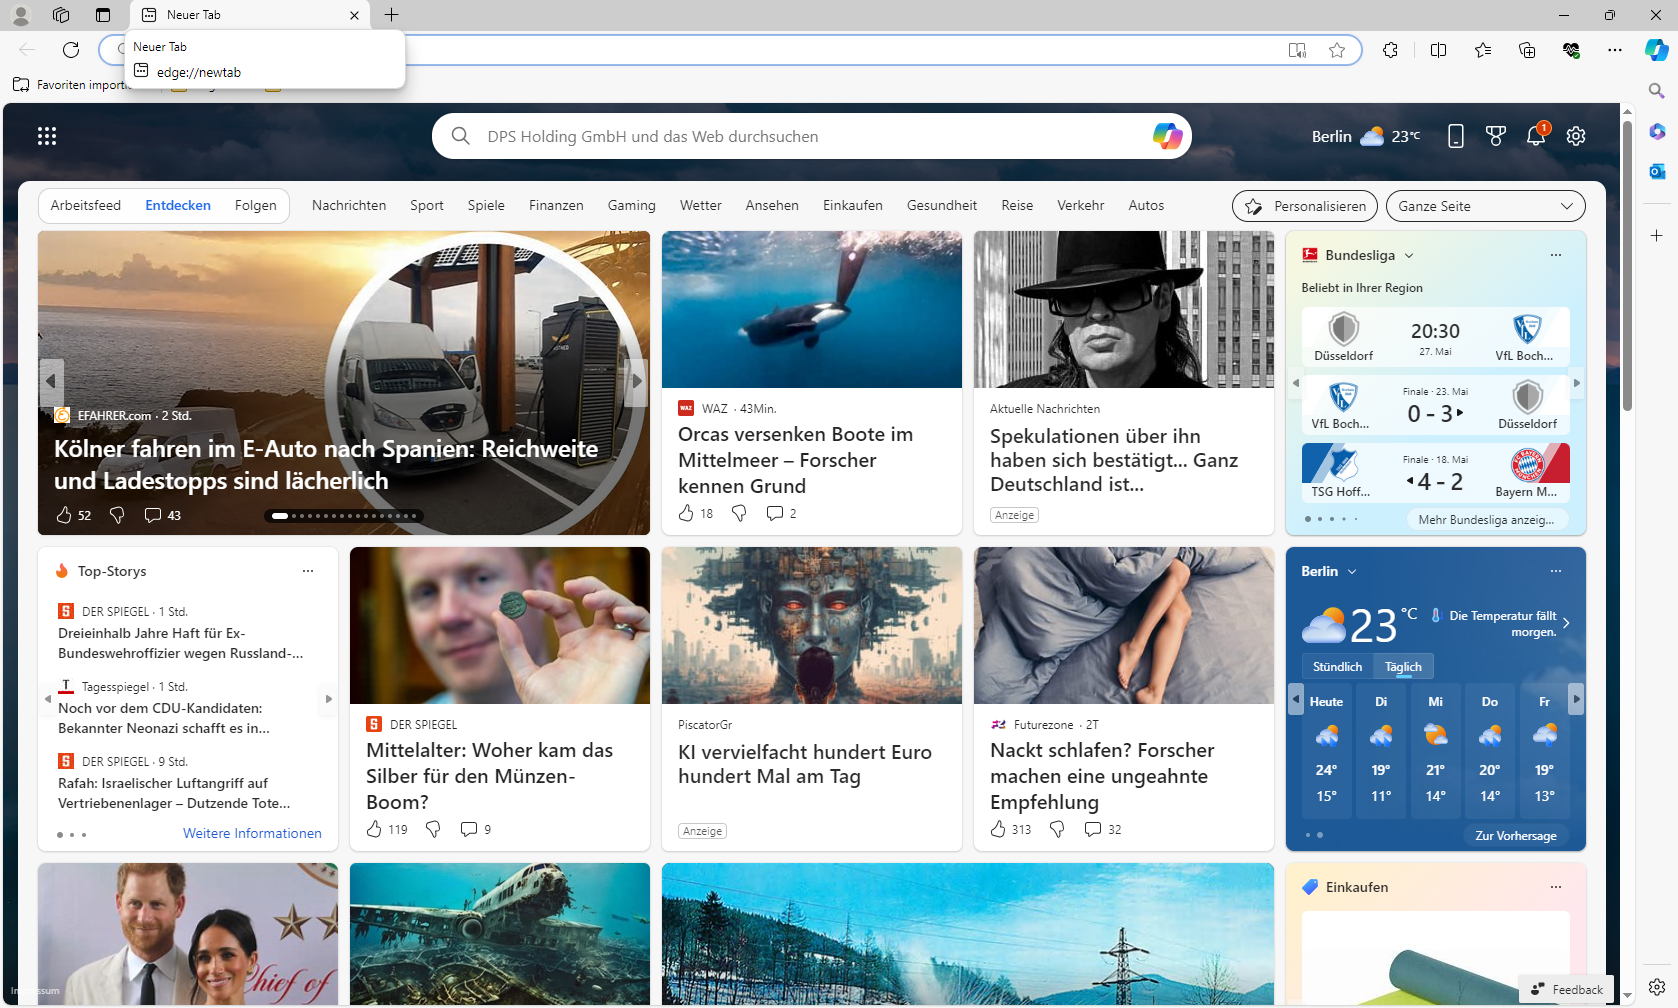 Neuer Tab
Neuer Tab
edge://newtab
Favoriten importi
DPS Holding GmbH und das Web durchsuchen
Berlin 23°C
1
Arbeitsfeed Entdecken Folgen Nachrichten Sport Spiele Finanzen Gaming Wetter Ansehen Einkaufen Gesundheit Reise Verkehr Autos
Personalisieren
Ganze Seite
EFAHRER.com · 2 Std.
Kölner fahren im E-Auto nach Spanien: Reichweite
und Ladestopps sind lächerlich
52 43
WAZ
WAZ · 43Min.
Orcas versenken Boote im
Mittelmeer – Forscher
kennen Grund
18 2
Aktuelle Nachrichten
Spekulationen über ihn
haben sich bestätigt... Ganz
Deutschland ist...
Anzeige
Bundesliga
Beliebt in Ihrer Region
20:30
27. Mai
Düsseldorf VfL Boch...
Finale · 23. Mai
0 - 3
VfL Boch... Düsseldorf
Finale · 18. Mai
4 - 2
TSG Hoff... Bayern M...
Mehr Bundesliga anzeig...
Top-Storys
DER SPIEGEL · 1 Std.
Dreieinhalb Jahre Haft für Ex-
Bundeswehroffizier wegen Russland-...
Tagesspiegel · 1 Std.
Noch vor dem CDU-Kandidaten:
Bekannter Neonazi schafft es in...
DER SPIEGEL · 9 Std.
Rafah: Israelischer Luftangriff auf
Vertriebenenlager – Dutzende Tote...
Weitere Informationen
DER SPIEGEL
Mittelalter: Woher kam das
Silber für den Münzen-
Boom?
119 9
PiscatorGr
KI vervielfacht hundert Euro
hundert Mal am Tag
Anzeige
Futurezone · 2T
Nackt schlafen? Forscher
machen eine ungeahnte
Empfehlung
313 32
Berlin
23 °C
Die Temperatur fällt
morgen.
Stündlich Täglich
Heute Di Mi Do Fr
24° 19° 21° 20° 19°
15° 11° 14° 14° 13°
Zur Vorhersage
Chief of
Einkaufen
Feedback